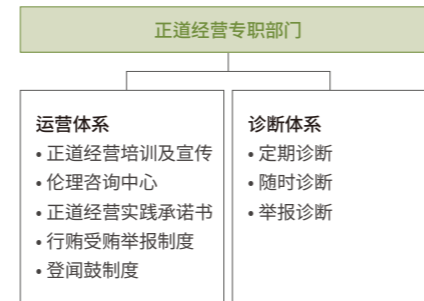 正道经营专职部门
运营体系
• 正道经营培训及宣传
• 伦理咨询中心
• 正道经营实践承诺书
• 行贿受贿举报制度
• 登闻鼓制度
诊断体系
• 定期诊断
• 随时诊断
• 举报诊断